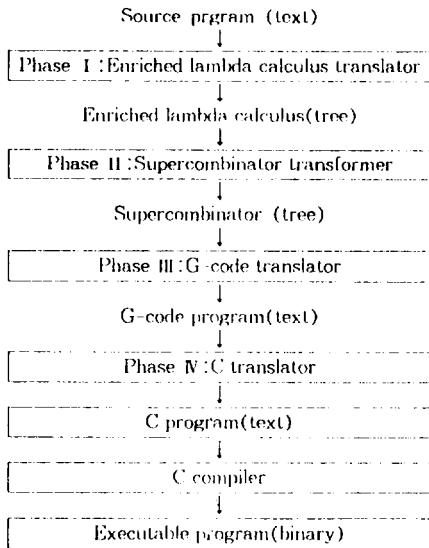 Source prgram (text)
Phase I :Enriched lambda calculus translator
Enriched lambda calculus(tree)
Phase II :Supercombinator transformer
Supercombinator (tree)
Phase III :G-code translator
G-code program(text)
Phase IV :C translator
C program(text)
C compiler
Executable program(binary)